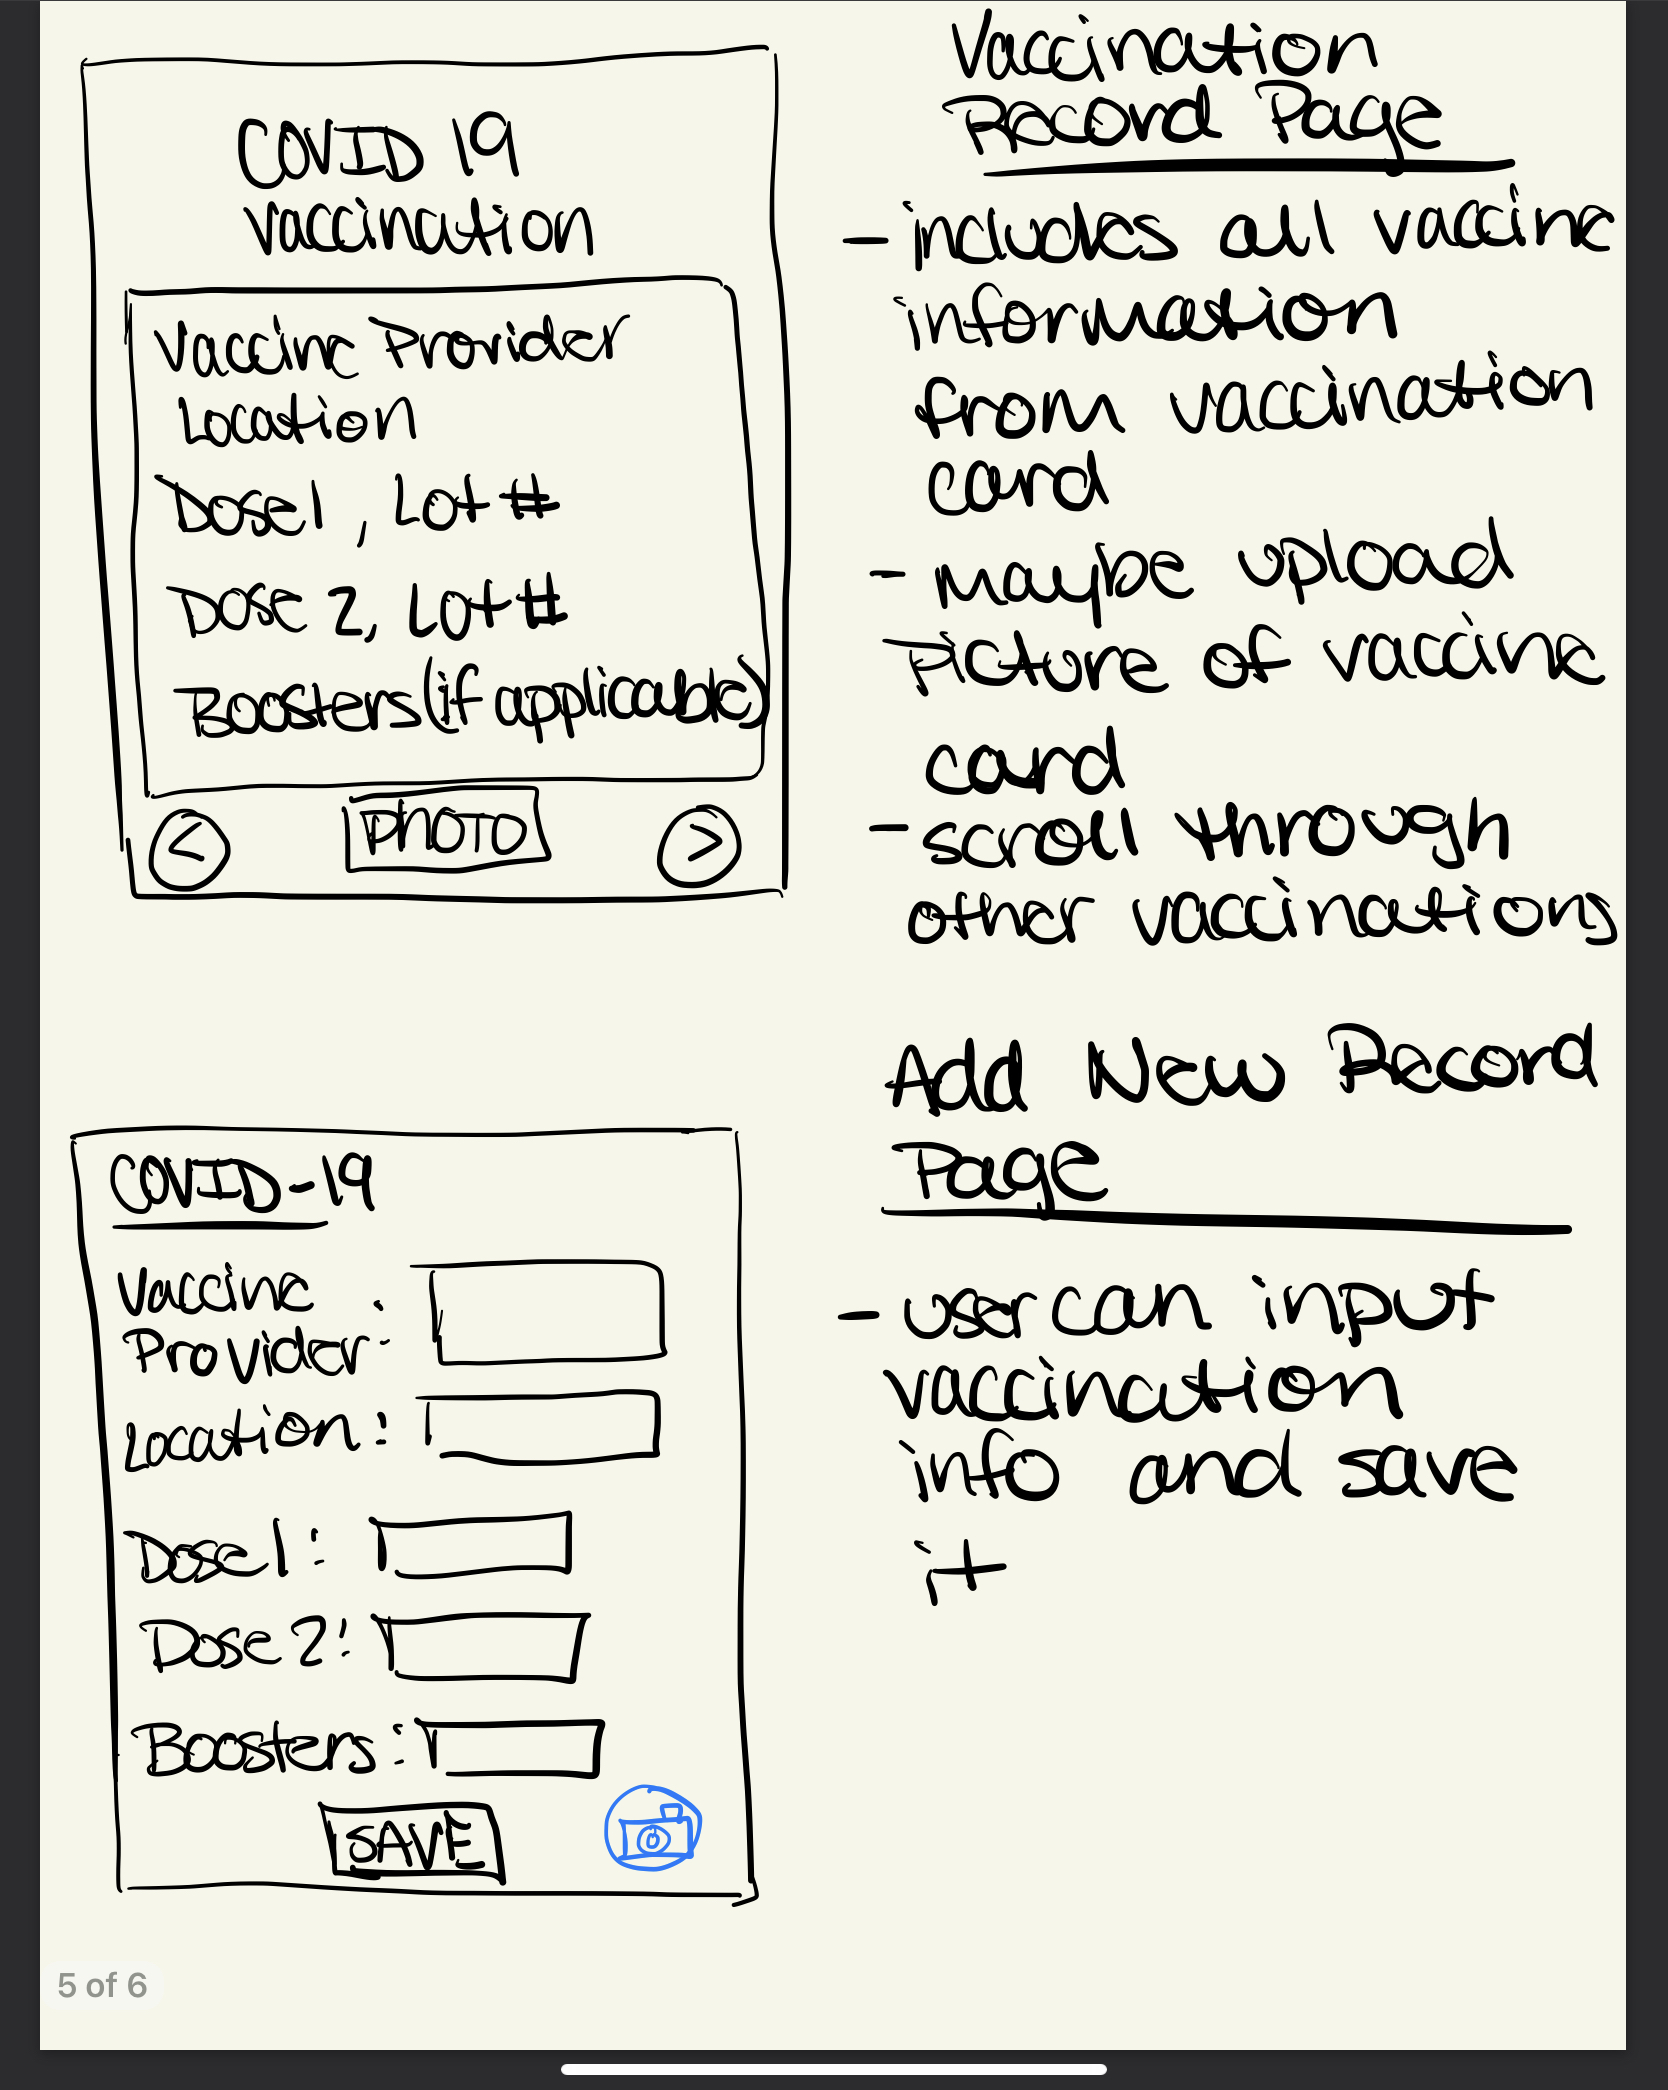 COVID 19
vaccination
Vaccine Provider
Location
Dose 1, Lot #
Dose 2, Lot #
Boosters (if applicable)
<
PHOTO
>
Vaccination
Record Page
- includes all vaccine
information
from vaccination
card
- maybe upload
picture of vaccine
card
- scroll through
other vaccinations
COVID-19
Vaccine
Provider:
Location:
Dose 1:
Dose 2:
Boosters:
SAVE
Add New Record
Page
- user can input
vaccination
info and save
it
5 of 6